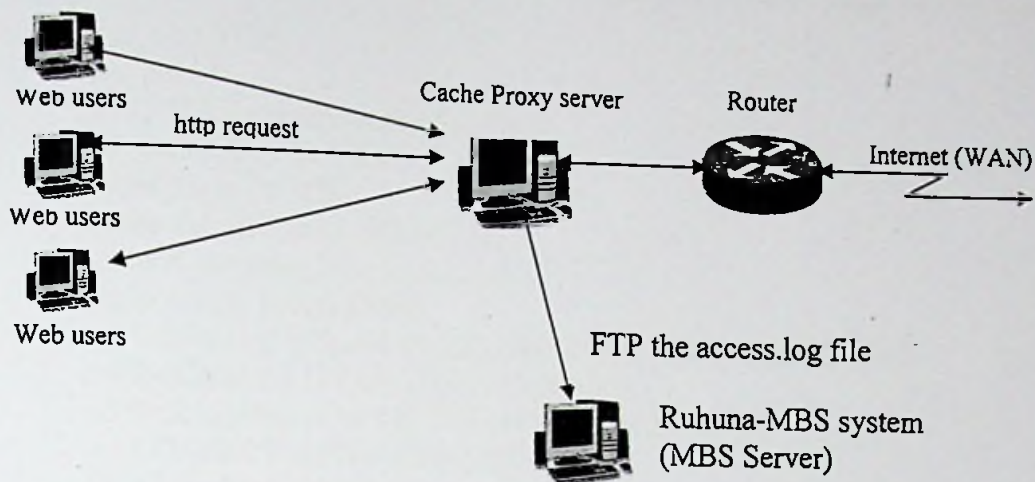 Web users
http request
Web users
Web users
Cache Proxy server
Router
Internet (WAN)
FTP the access.log file
Ruhuna-MBS system
(MBS Server)